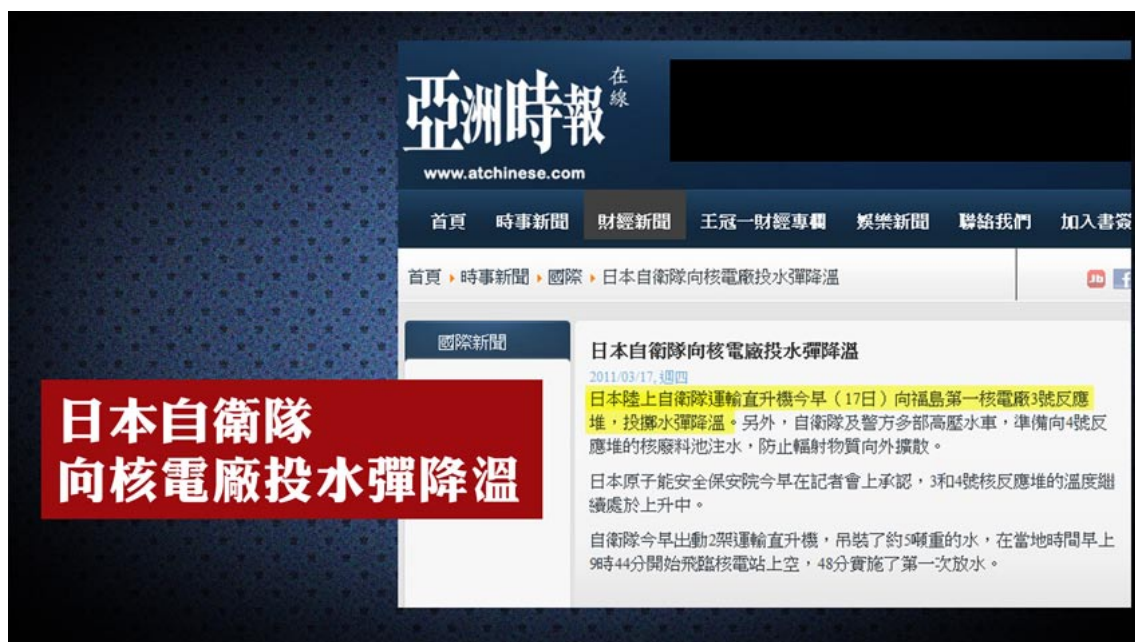 亞洲時報在線
www.atchinese.com
首頁 時事新聞 財經新聞 王冠一財經專欄 娛樂新聞 聯絡我們 加入書簽
首頁 時事新聞 國際 日本自衛隊向核電廠投水彈降溫
國際新聞
日本自衛隊向核電廠投水彈降溫
2011/03/17, 週四
日本陸上自衛隊運輸直升機今早（17日）向福島第一核電廠3號反應
堆，投擲水彈降溫。另外，自衛隊及警方多部高壓水車，準備向4號反
應堆的核廢料池注水，防止輻射物質向外擴散。
日本原子能安全保安院今早在記者會上承認，3和4號核反應堆的溫度繼
續處於上升中。
自衛隊今早出動2架運輸直升機，吊裝了約5噸重的水，在當地時間早上
9時44分開始飛臨核電站上空，48分實施了第一次放水。
日本自衛隊
向核電廠投水彈降溫